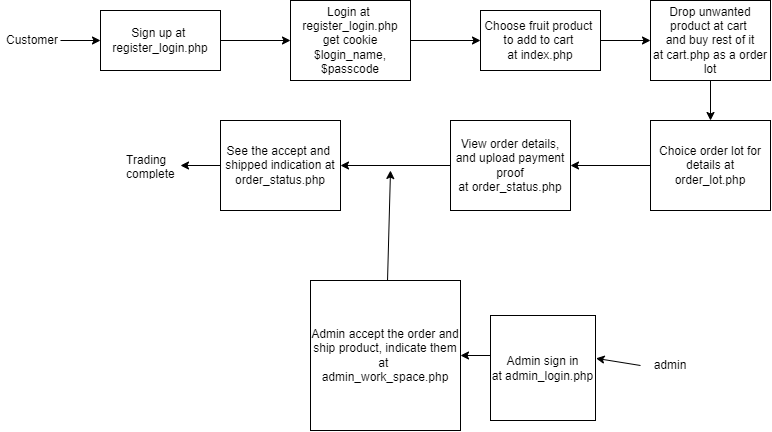 Customer
Sign up at
register_login.php
Login at
register_login.php
get cookie
$login_name,
$passcode
Choose fruit product
to add to cart
at index.php
Drop unwanted
product at cart
and buy rest of it
at cart.php as a order
lot
Choice order lot for
details at
order_lot.php
View order details,
and upload payment
proof
at order_status.php
See the accept and
shipped indication at
order_status.php
Trading
complete
Admin accept the order and
ship product, indicate them
at
admin_work_space.php
Admin sign in
at admin_login.php
admin